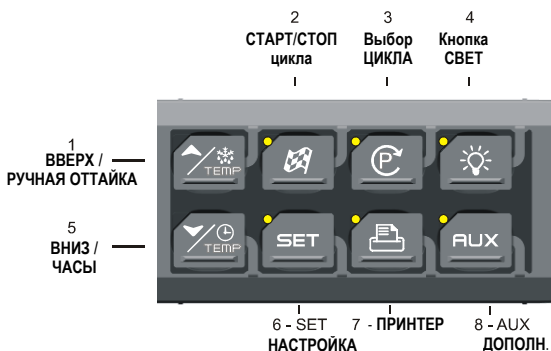 2
СТАРТ/СТОП
цикла
3
Выбор
ЦИКЛА
4
Кнопка
СВЕТ
1
ВВЕРХ /
РУЧНАЯ ОТТАЙКА
TEMP
P
5
ВНИЗ /
ЧАСЫ
TEMP
SET
AUX
6 - SET
НАСТРОЙКА
7 - ПРИНТЕР
8 - AUX
ДОПОЛН.